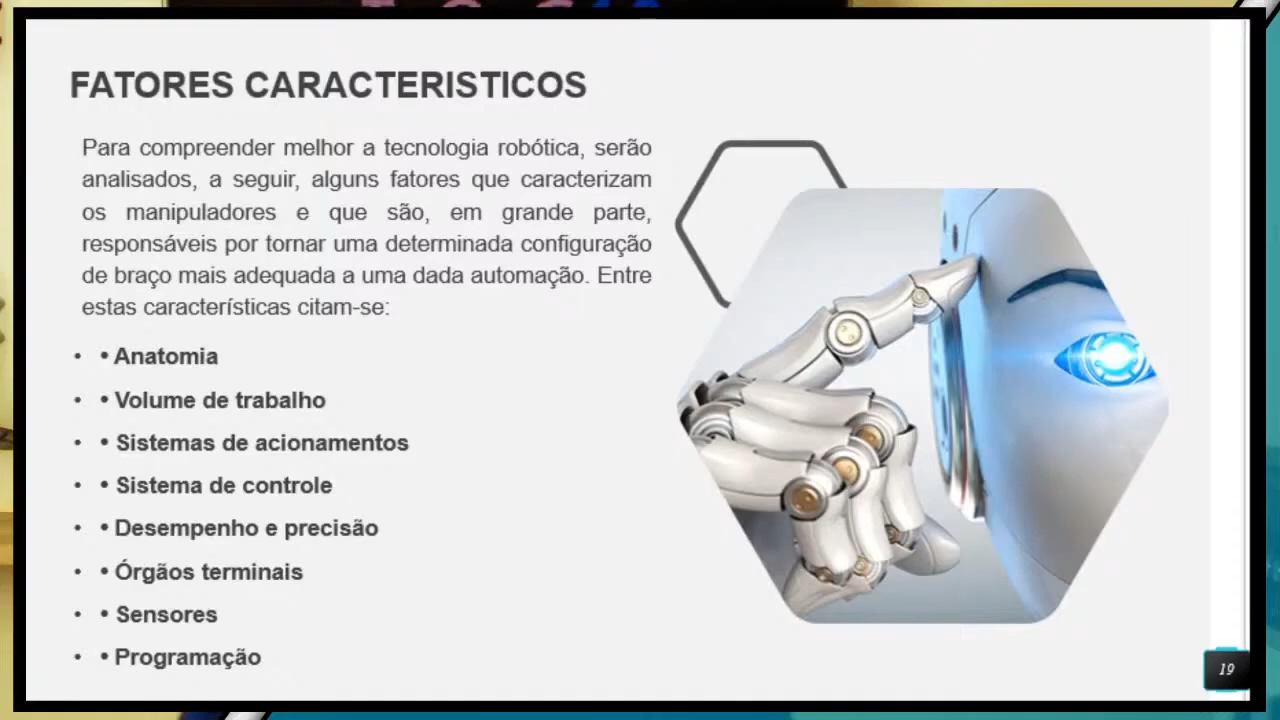 FATORES CARACTERISTICOS
Para compreender melhor a tecnologia robótica, serão
analisados, a seguir, alguns fatores que caracterizam
os manipuladores e que são, em grande parte,
responsáveis por tornar uma determinada configuração
de braço mais adequada a uma dada automação. Entre
estas características citam-se:
• • Anatomia
• • Volume de trabalho
• • Sistemas de acionamentos
• • Sistema de controle
• • Desempenho e precisão
• • Órgãos terminais
• • Sensores
• • Programação
19